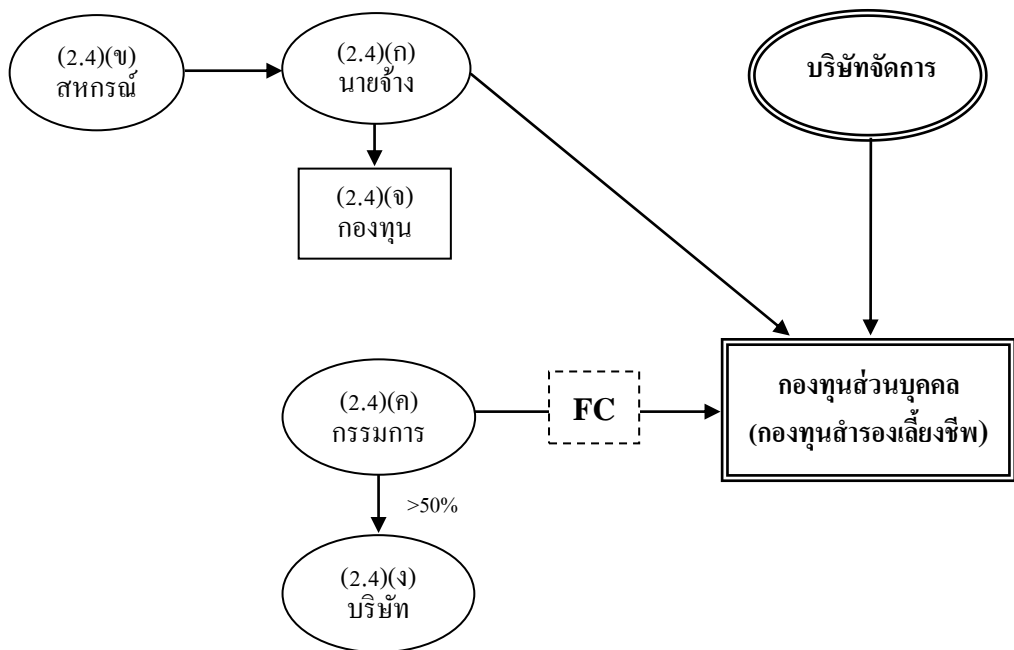 (2.4)(ข)
สหกรณ์
(2.4)(ก)
นายจ้าง
บริษัทจัดการ
(2.4)(จ)
กองทุน
(2.4)(ค)
กรรมการ
FC
กองทุนส่วนบุคคล
(กองทุนสำรองเลี้ยงชีพ)
>50%
(2.4)(ง)
บริษัท